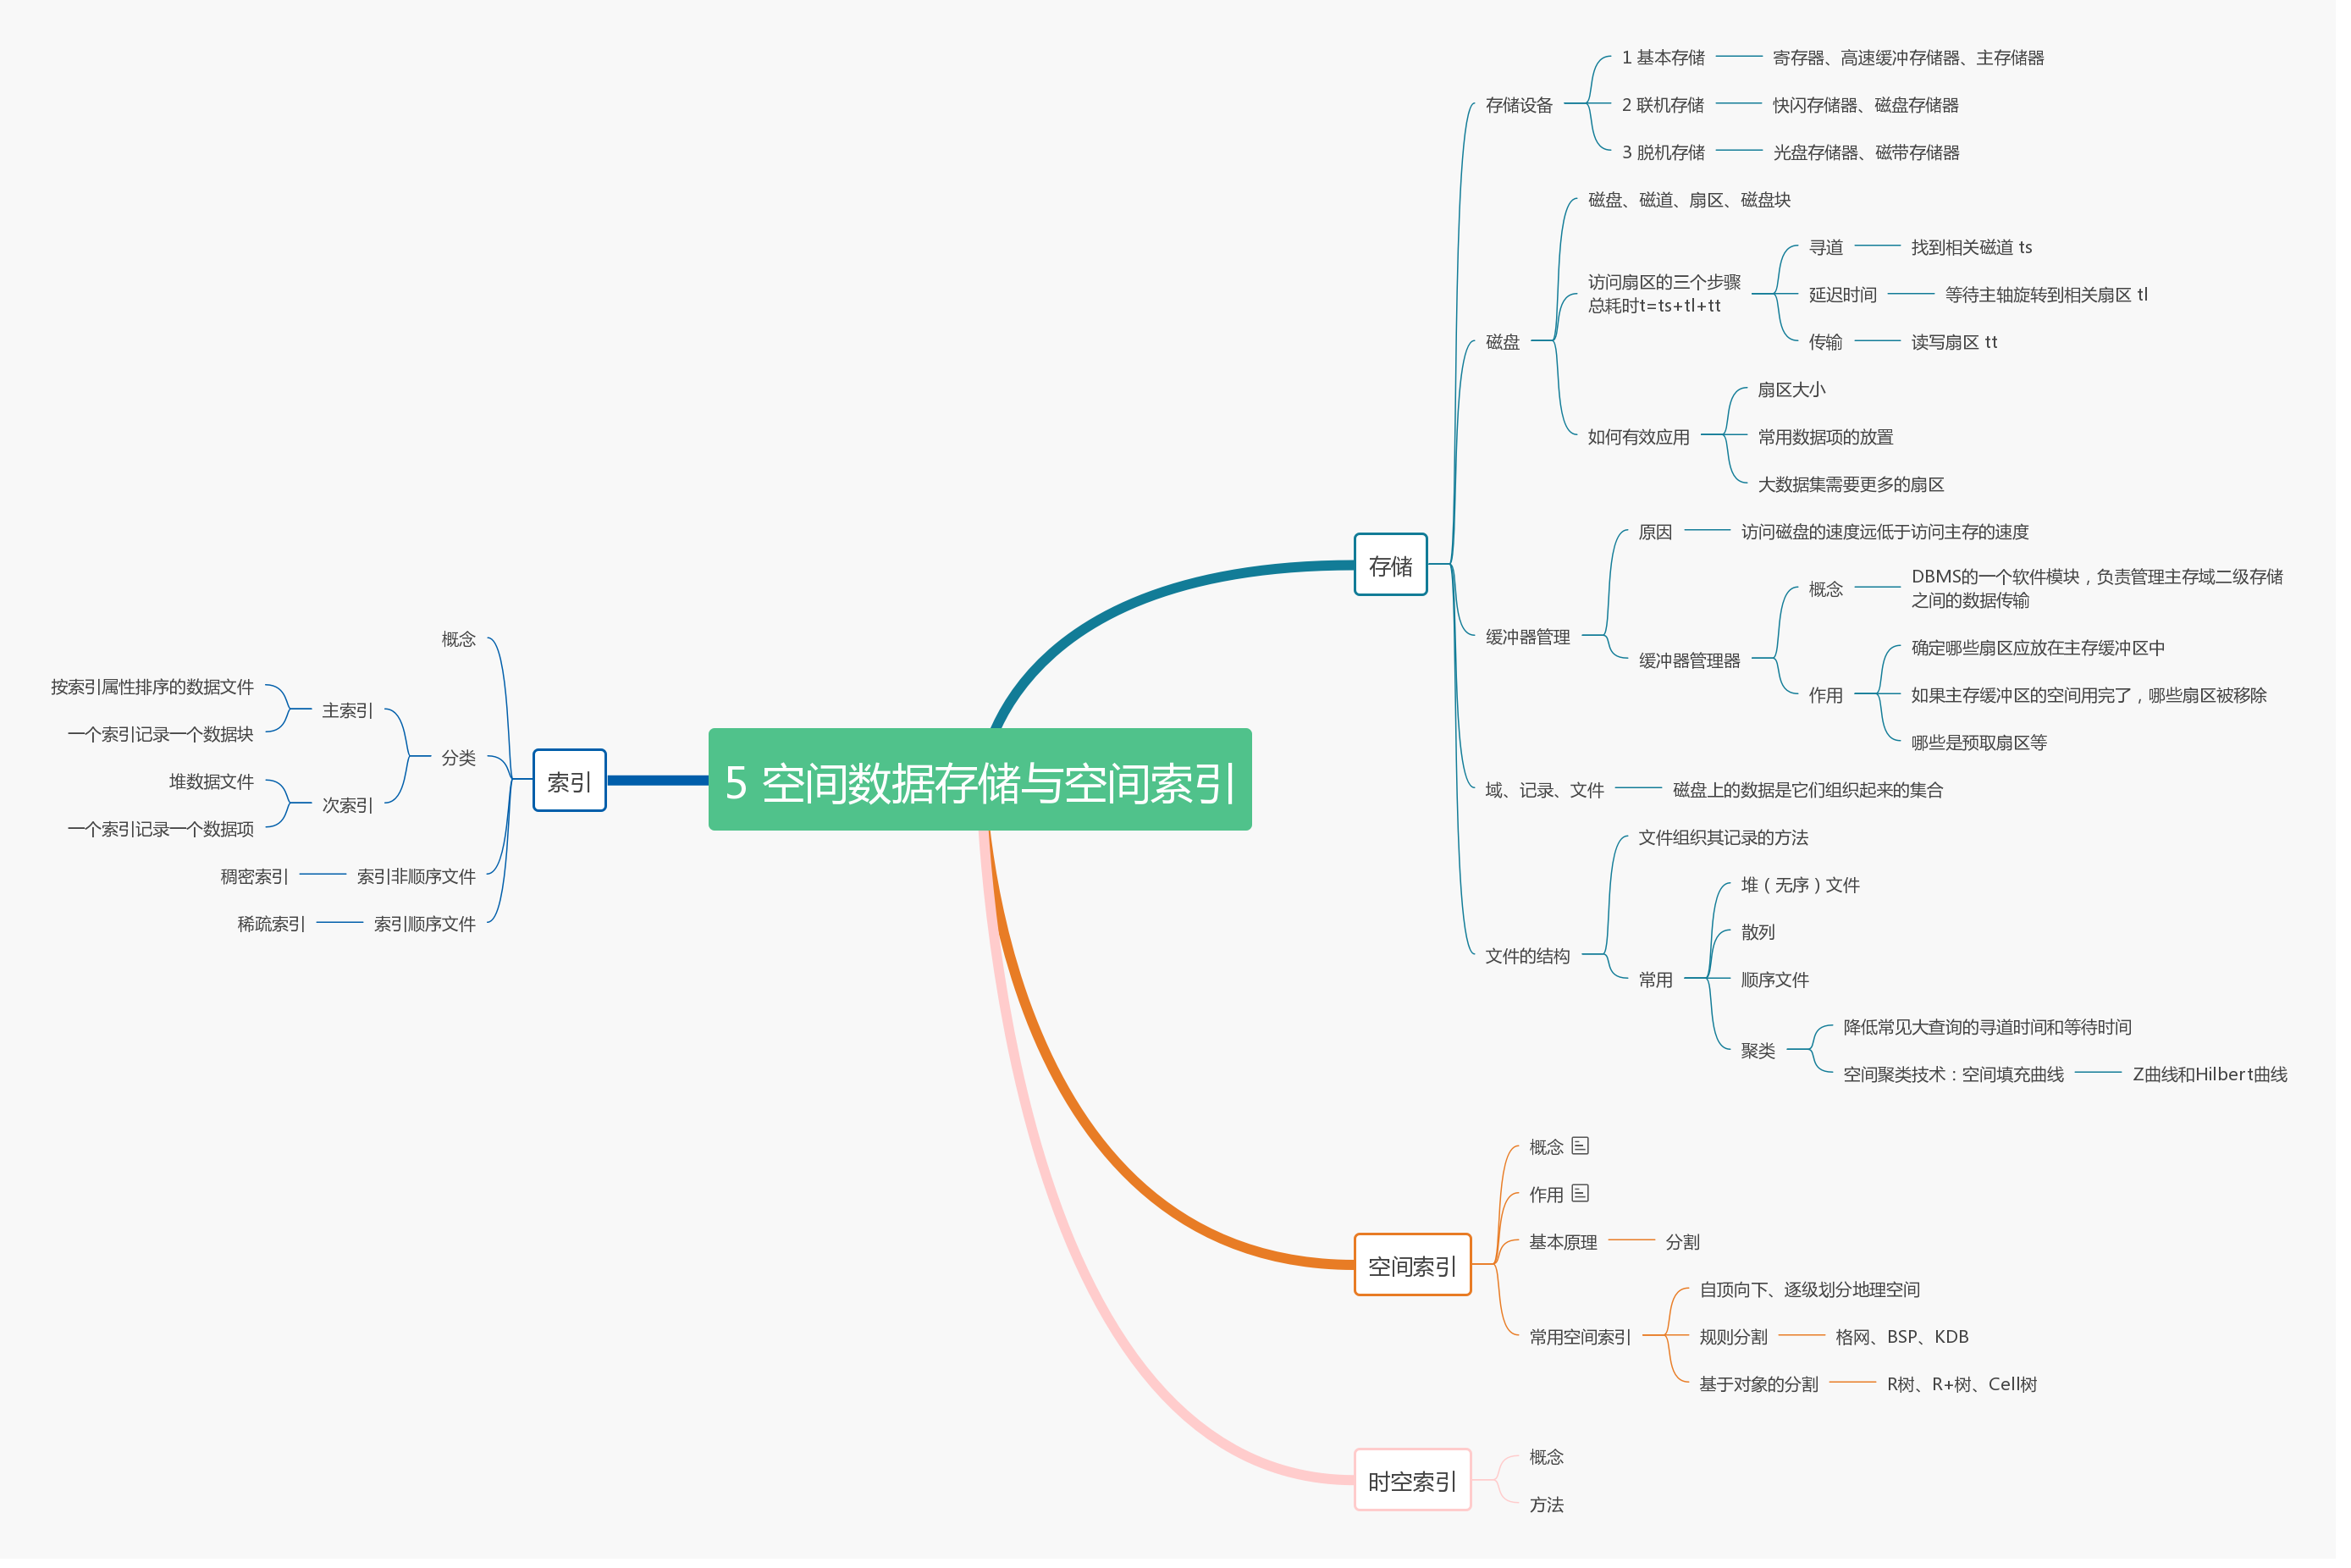 5 空间数据存储与空间索引
存储
存储设备
1 基本存储
寄存器、高速缓冲存储器、主存储器
2 联机存储
快闪存储器、磁盘存储器
3 脱机存储
光盘存储器、磁带存储器
磁盘
磁盘、磁道、扇区、磁盘块
访问扇区的三个步骤
总耗时t=ts+tl+tt
寻道
找到相关磁道 ts
延迟时间
等待主轴旋转到相关扇区 tl
传输
读写扇区 tt
如何有效应用
扇区大小
常用数据项的放置
大数据集需要更多的扇区
缓冲器管理
原因
访问磁盘的速度远低于访问主存的速度
缓冲器管理器
概念
DBMS的一个软件模块，负责管理主存域二级存储
之间的数据传输
作用
确定哪些扇区应放在主存缓冲区中
如果主存缓冲区的空间用完了，哪些扇区被移除
哪些是预取扇区等
域、记录、文件
磁盘上的数据是它们组织起来的集合
文件的结构
文件组织其记录的方法
常用
堆（无序）文件
散列
顺序文件
聚类
降低常见大查询的寻道时间和等待时间
空间聚类技术：空间填充曲线
Z曲线和Hilbert曲线
空间索引
概念
作用
基本原理
分割
常用空间索引
自顶向下、逐级划分地理空间
规则分割
格网、BSP、KDB
基于对象的分割
R树、R+树、Cell树
时空索引
概念
方法
索引
概念
分类
主索引
按索引属性排序的数据文件
一个索引记录一个数据块
次索引
堆数据文件
一个索引记录一个数据项
索引非顺序文件
稠密索引
索引顺序文件
稀疏索引